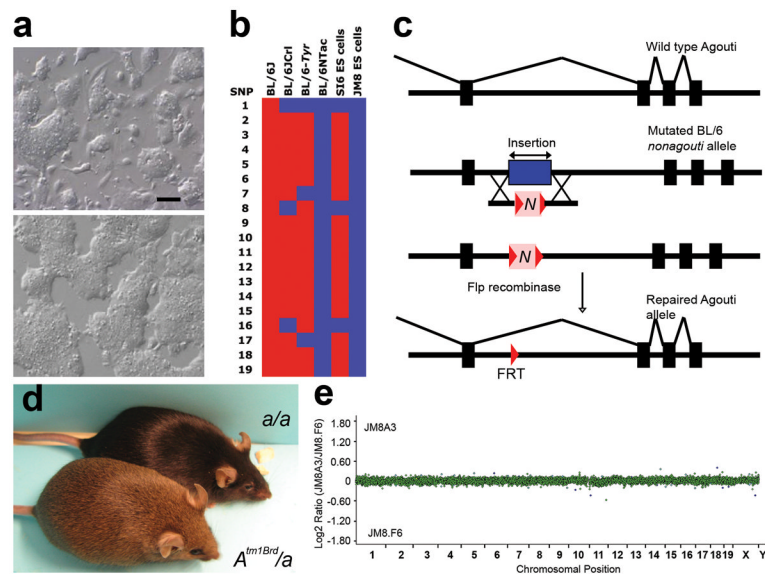 a
b
BL/6J
BL/6JCrl
BL/6-Tyr
BL/6NTac
SI6 ES cells
JM8 ES cells
SNP
1
2
3
4
5
6
7
8
9
10
11
12
13
14
15
16
17
18
19
c
Wild type Agouti
Insertion
Mutated BL/6
nonagouti allele
N
N
Flp recombinase
Repaired Agouti
allele
FRT
d
a/a
Atm1Brd/a
e
Log2 Ratio (JM8A3/JM8.F6)
1.80
1.20
0.60
0
-0.60
-1.20
-1.80
JM8A3
JM8.F6
1 2 3 4 5 6 7 8 9 10 11 12 13 14 15 16 17 18 19 X Y
Chromosomal Position